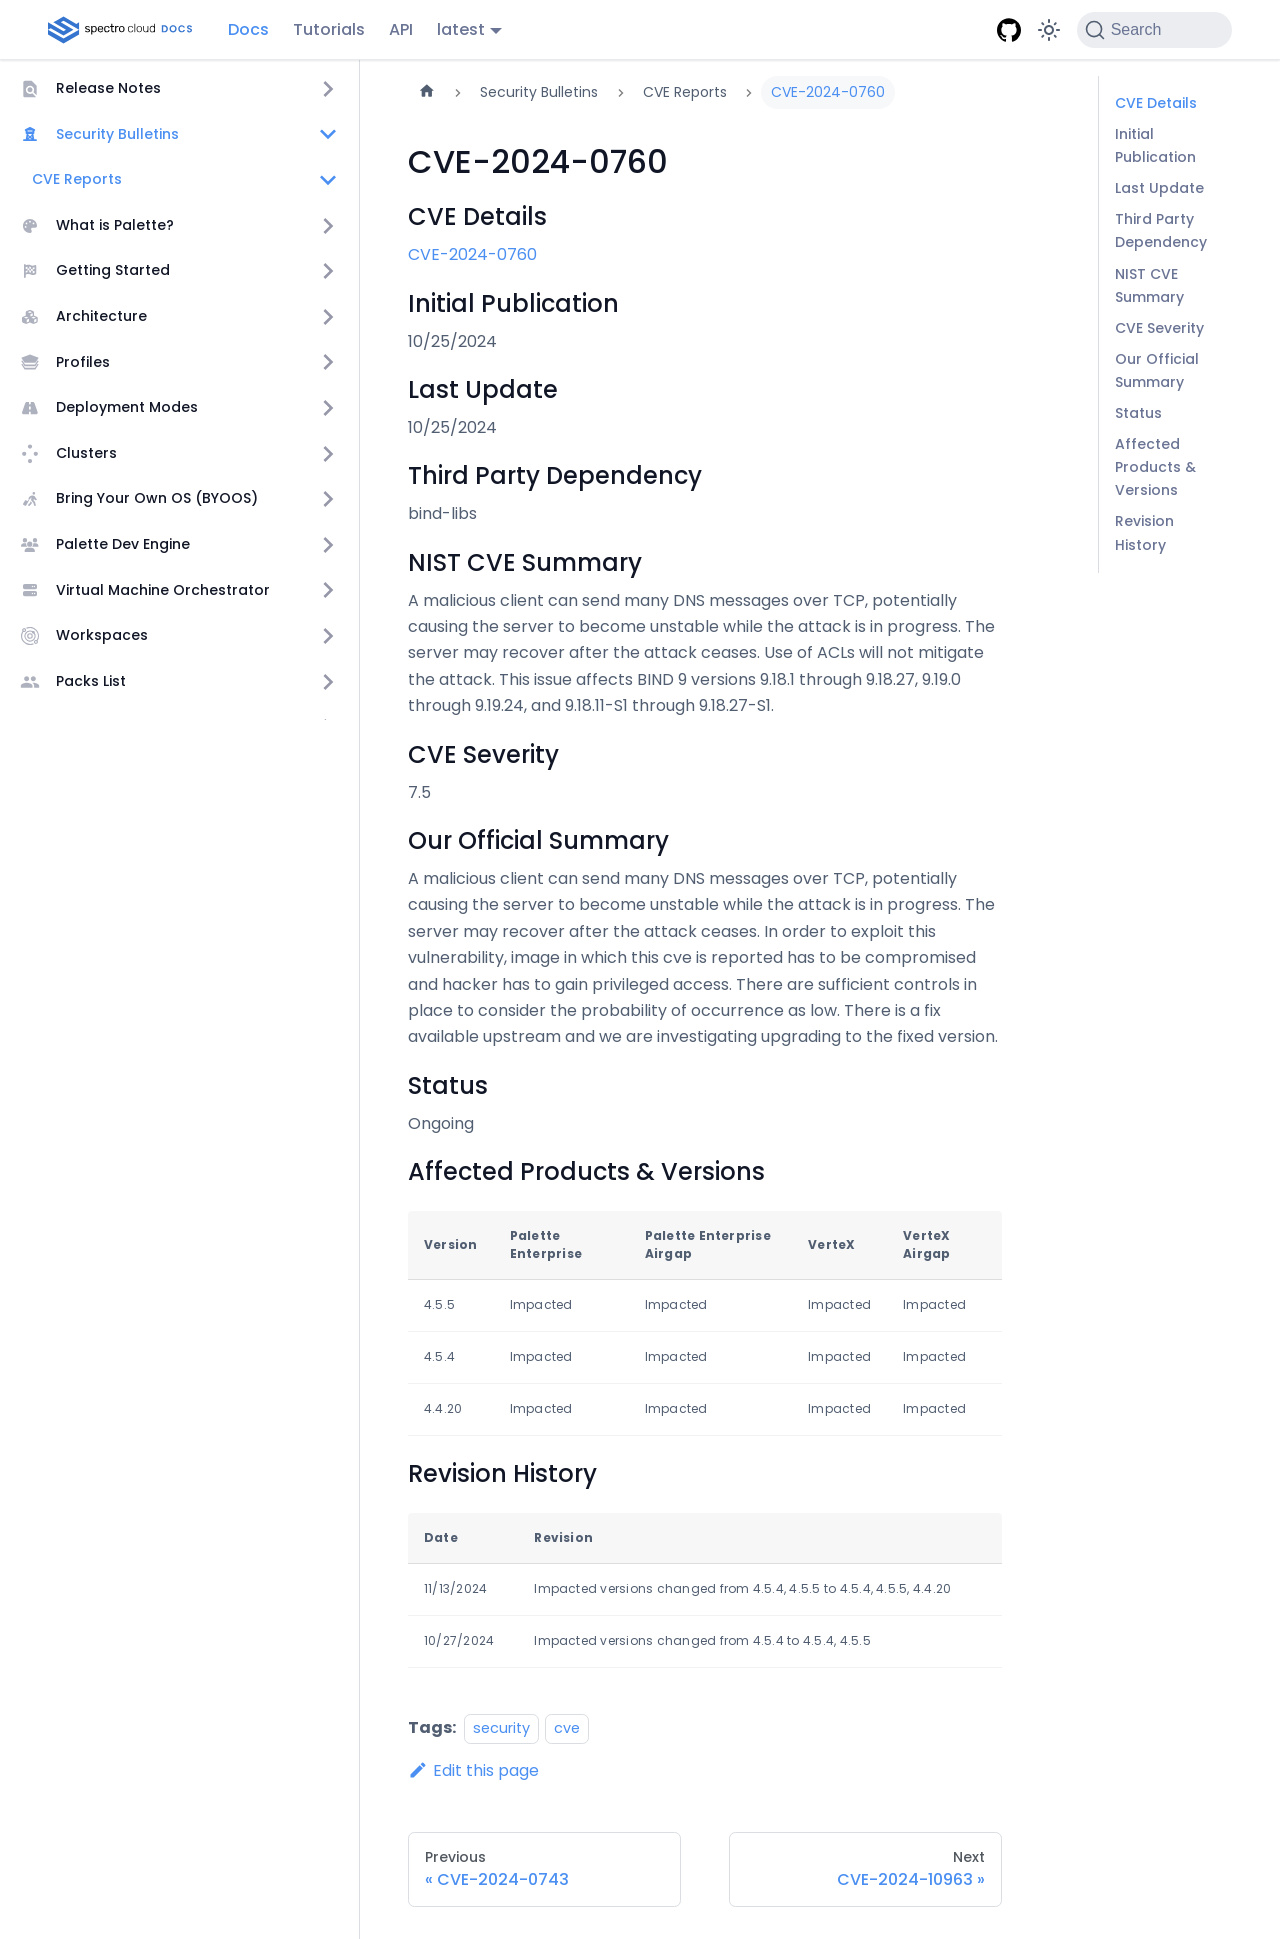 spectro cloud DOCS
Docs
Tutorials
API
latest
Search
Release Notes
Security Bulletins
CVE Reports
What is Palette?
Getting Started
Architecture
Profiles
Deployment Modes
Clusters
Bring Your Own OS (BYOOS)
Palette Dev Engine
Virtual Machine Orchestrator
Workspaces
Packs List
Security Bulletins
CVE Reports
CVE-2024-0760
CVE-2024-0760
CVE Details
CVE-2024-0760
Initial Publication
10/25/2024
Last Update
10/25/2024
Third Party Dependency
bind-libs
NIST CVE Summary
A malicious client can send many DNS messages over TCP, potentially
causing the server to become unstable while the attack is in progress. The
server may recover after the attack ceases. Use of ACLs will not mitigate
the attack. This issue affects BIND 9 versions 9.18.1 through 9.18.27, 9.19.0
through 9.19.24, and 9.18.11-S1 through 9.18.27-S1.
CVE Severity
7.5
Our Official Summary
A malicious client can send many DNS messages over TCP, potentially
causing the server to become unstable while the attack is in progress. The
server may recover after the attack ceases. In order to exploit this
vulnerability, image in which this cve is reported has to be compromised
and hacker has to gain privileged access. There are sufficient controls in
place to consider the probability of occurrence as low. There is a fix
available upstream and we are investigating upgrading to the fixed version.
Status
Ongoing
Affected Products & Versions
Version Palette Enterprise Palette Enterprise Airgap VerteX VerteX Airgap
4.5.5 Impacted Impacted Impacted Impacted
4.5.4 Impacted Impacted Impacted Impacted
4.4.20 Impacted Impacted Impacted Impacted
Revision History
Date Revision
11/13/2024 Impacted versions changed from 4.5.4, 4.5.5 to 4.5.4, 4.5.5, 4.4.20
10/27/2024 Impacted versions changed from 4.5.4 to 4.5.4, 4.5.5
Tags: security cve
Edit this page
Previous
« CVE-2024-0743
Next
CVE-2024-10963 »
CVE Details
Initial
Publication
Last Update
Third Party
Dependency
NIST CVE
Summary
CVE Severity
Our Official
Summary
Status
Affected
Products &
Versions
Revision
History